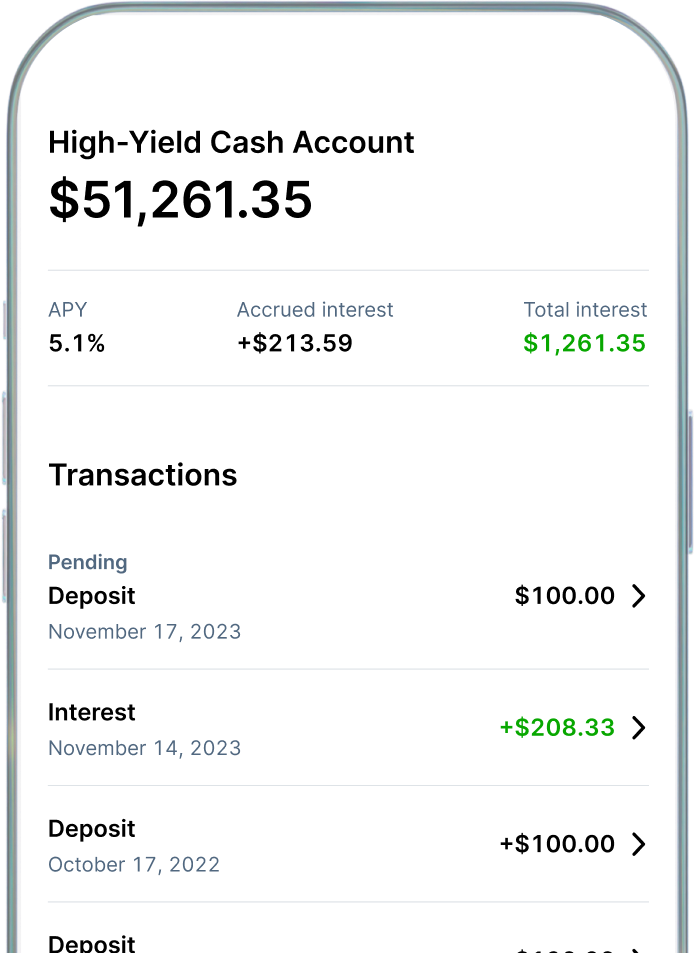 High-Yield Cash Account
$51,261.35
APY
Accrued interest
Total interest
5.1%
+$213.59
$1,261.35
Transactions
Pending
Deposit
$100.00
November 17, 2023
Interest
+$208.33
November 14, 2023
Deposit
+$100.00
October 17, 2022
Deposit